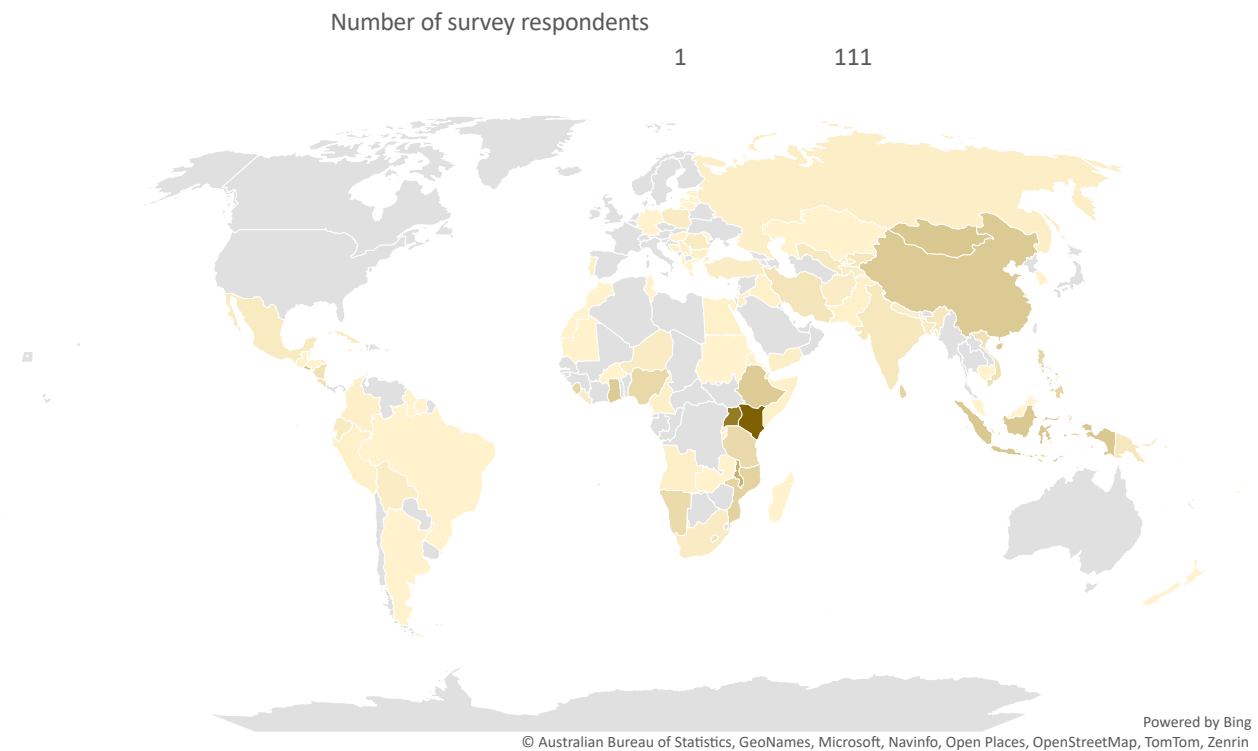 Number of survey respondents
1 111
Powered by Bing
© Australian Bureau of Statistics, GeoNames, Microsoft, Navinfo, Open Places, OpenStreetMap, TomTom, Zenrin